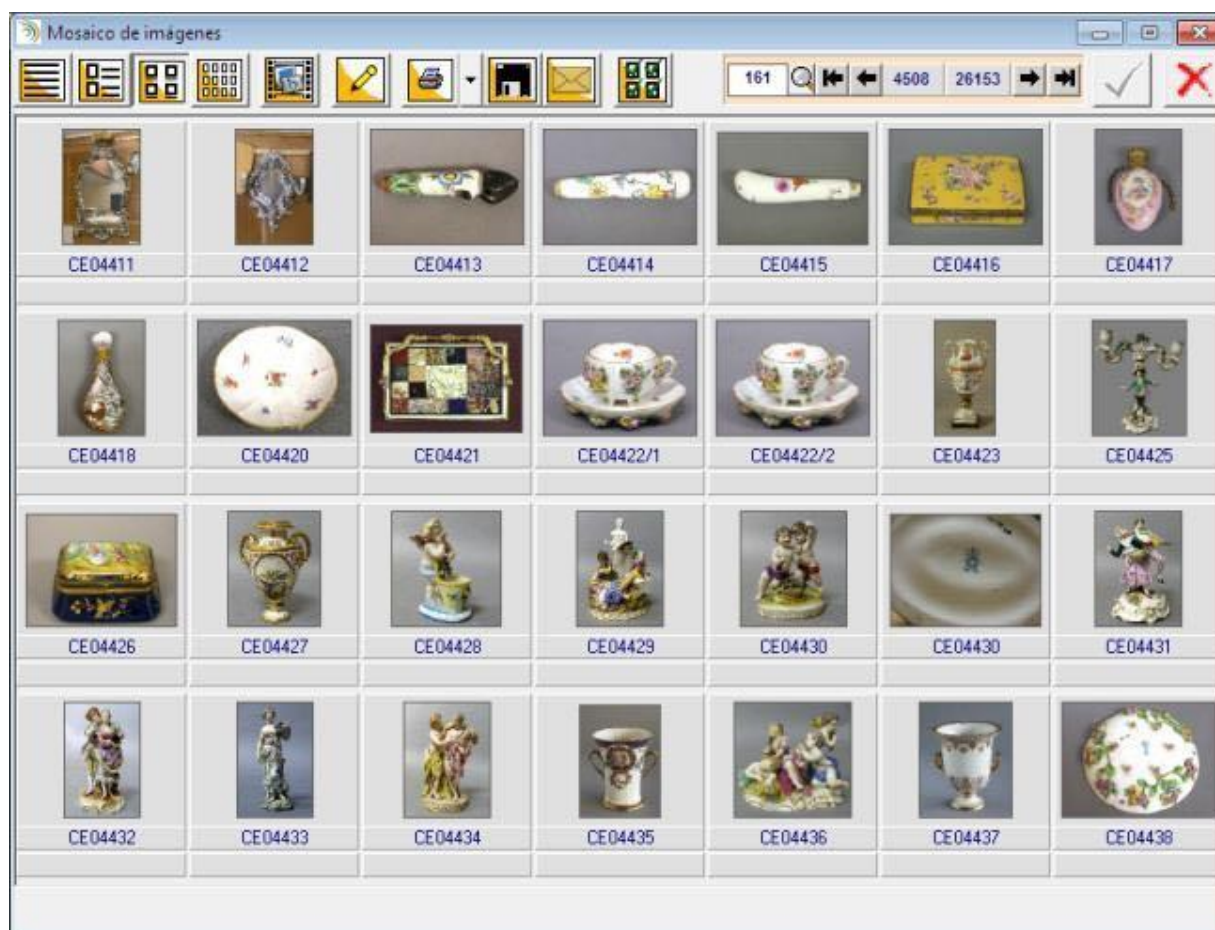 Mosaico de imágenes
161 4508 26153
CE04411 CE04412 CE04413 CE04414 CE04415 CE04416 CE04417
CE04418 CE04420 CE04421 CE04422/1 CE04422/2 CE04423 CE04425
CE04426 CE04427 CE04428 CE04429 CE04430 CE04430 CE04431
CE04432 CE04433 CE04434 CE04435 CE04436 CE04437 CE04438